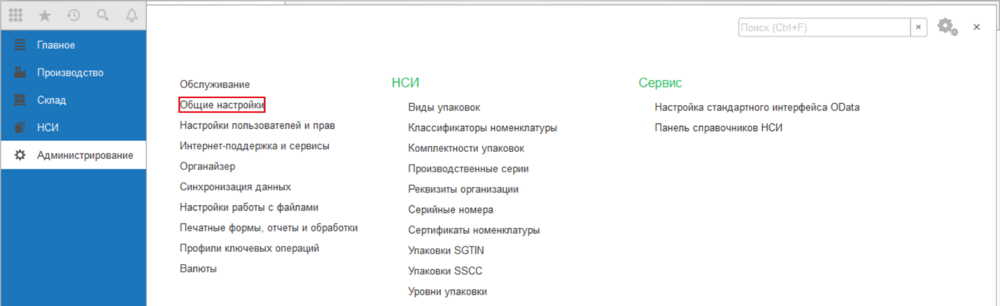 Поиск (Ctrl+F)
Главное
Производство
Склад
НСИ
Администрирование
Обслуживание
Общие настройки
Настройки пользователей и прав
Интернет-поддержка и сервисы
Органайзер
Синхронизация данных
Настройки работы с файлами
Печатные формы, отчеты и обработки
Профили ключевых операций
Валюты
НСИ
Виды упаковок
Классификаторы номенклатуры
Комплектности упаковок
Производственные серии
Реквизиты организации
Серийные номера
Сертификаты номенклатуры
Упаковки SGTIN
Упаковки SSCC
Уровни упаковки
Сервис
Настройка стандартного интерфейса OData
Панель справочников НСИ